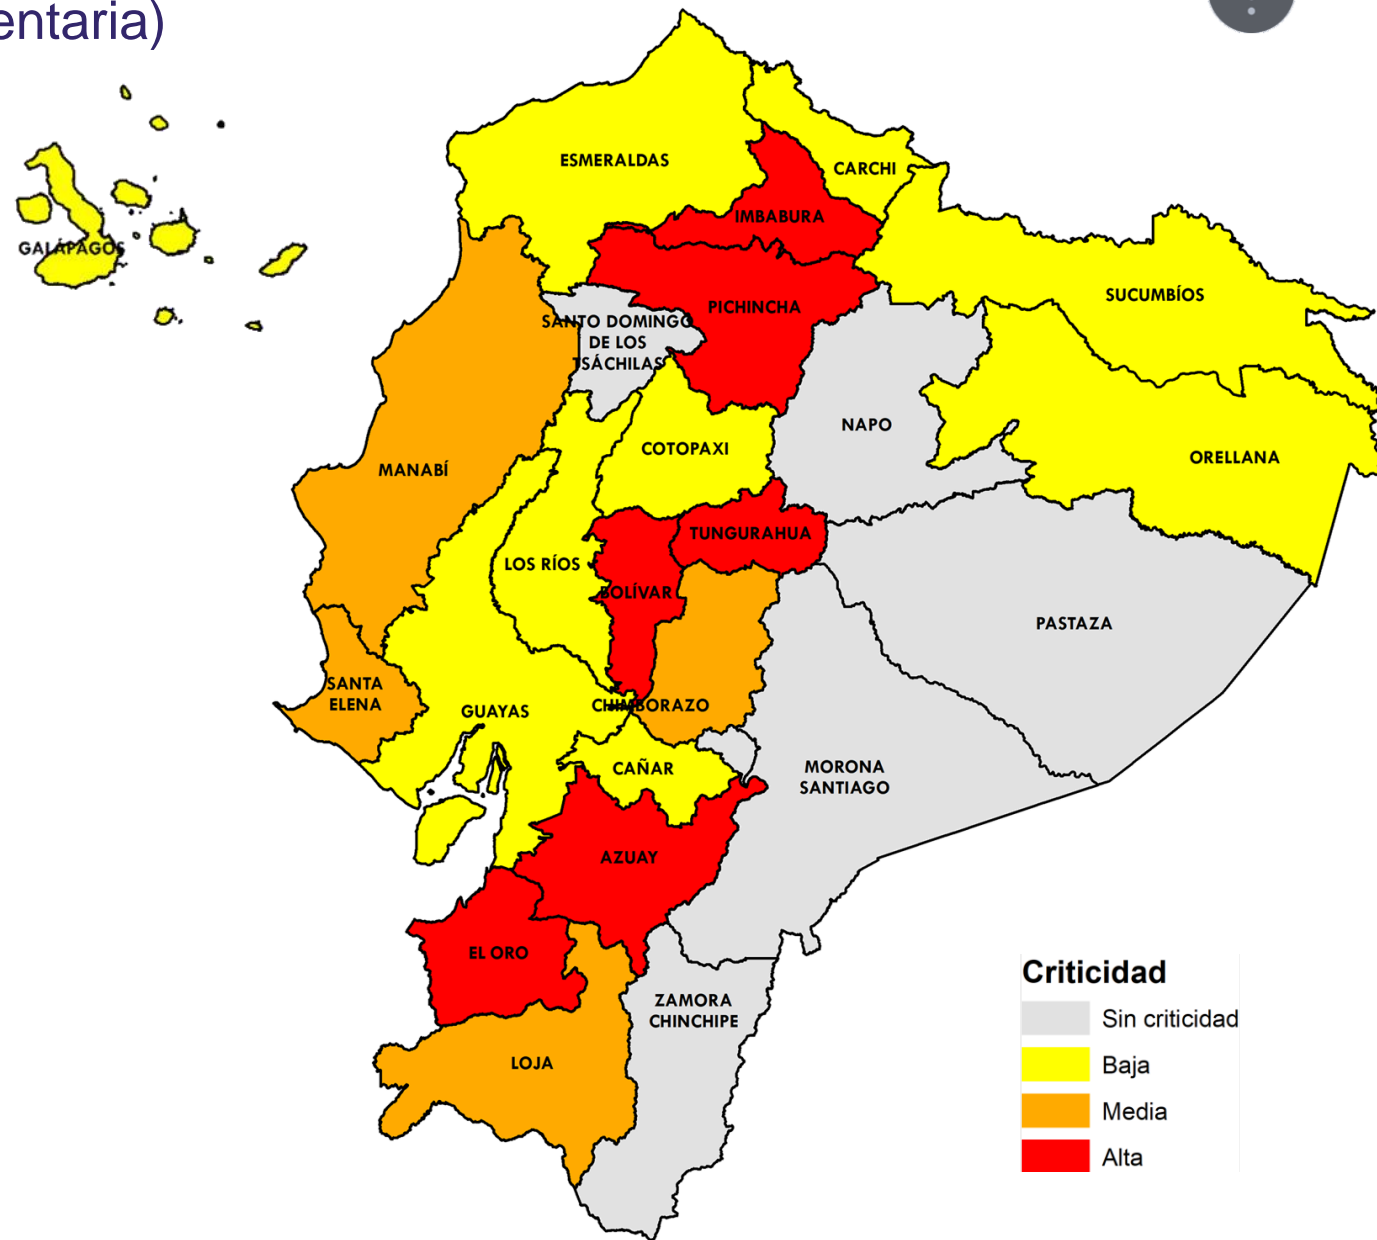 entaria)
ESMERALDAS
CARCHI
IMBABURA
GALÁPAGOS
SUCUMBÍOS
PICHINCHA
SANTO DOMINGO
DE LOS
TSÁCHILAS
NAPO
COTOPAXI
ORELLANA
MANABÍ
TUNGURAHUA
LOS RÍOS
BOLÍVAR
PASTAZA
SANTA
ELENA
GUAYAS
CHIMBORAZO
CAÑAR
MORONA
SANTIAGO
AZUAY
EL ORO
ZAMORA
CHINCHIPE
LOJA
Criticidad
Sin criticidad
Baja
Media
Alta